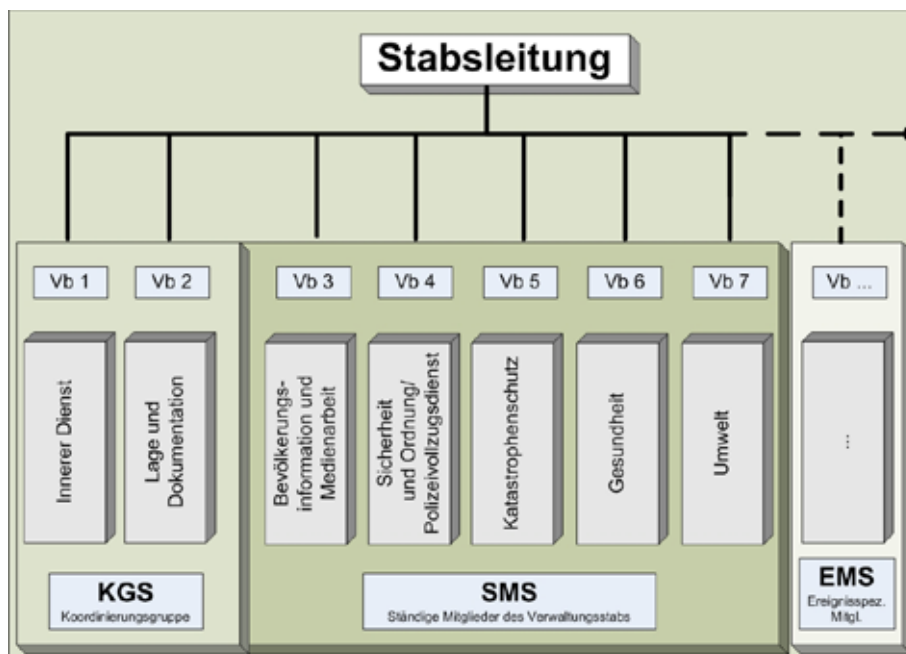 Stabsleitung
Vb 1
Vb 2
Vb 3
Vb 4
Vb 5
Vb 6
Vb 7
Vb ...
Innerer Dienst
Lage und
Dokumentation
Bevölkerungs-
information und
Medienarbeit
Sicherheit
und Ordnung/
Polizeivollzugsdienst
Katastrophenschutz
Gesundheit
Umwelt
...
KGS
Koordinierungsgruppe
SMS
Ständige Mitglieder des Verwaltungsstabs
EMS
Ereignisspez.
Mitgl.